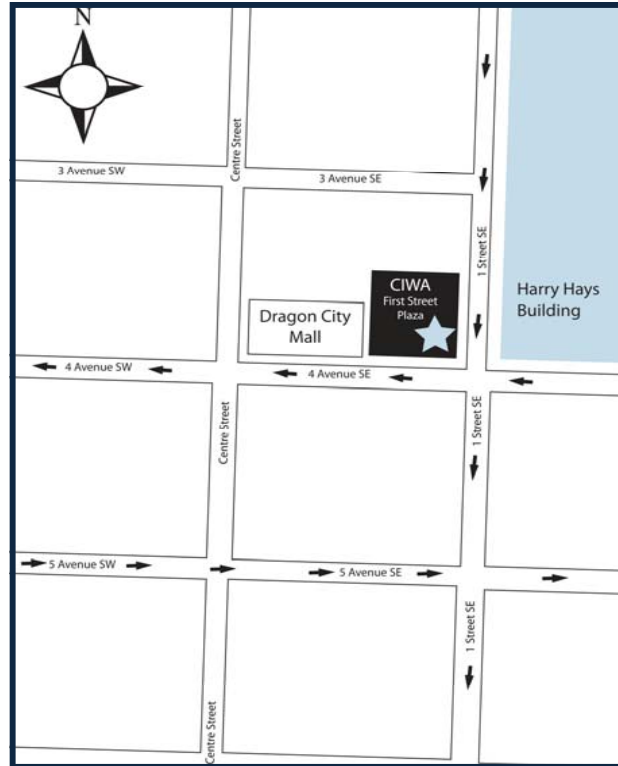 N
Centre Street
3 Avenue SW
3 Avenue SE
1 Street SE
CIWA
First Street
Plaza
Harry Hays
Building
Dragon City
Mall
4 Avenue SW
4 Avenue SE
Centre Street
1 Street SE
5 Avenue SW
5 Avenue SE
1 Street SE
Centre Street